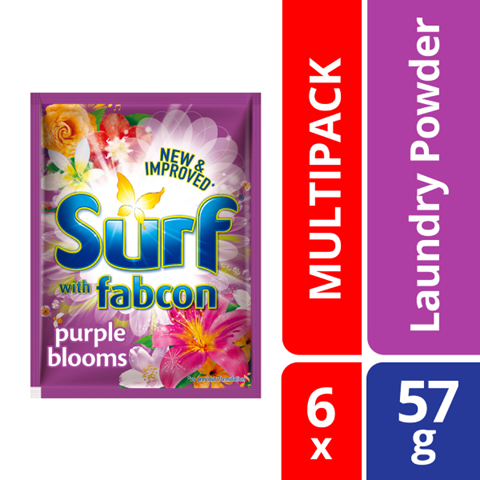 NEW &
IMPROVED*
Surf
with fabcon
purple
blooms
MULTIPACK
Laundry Powder
6
x
57
g